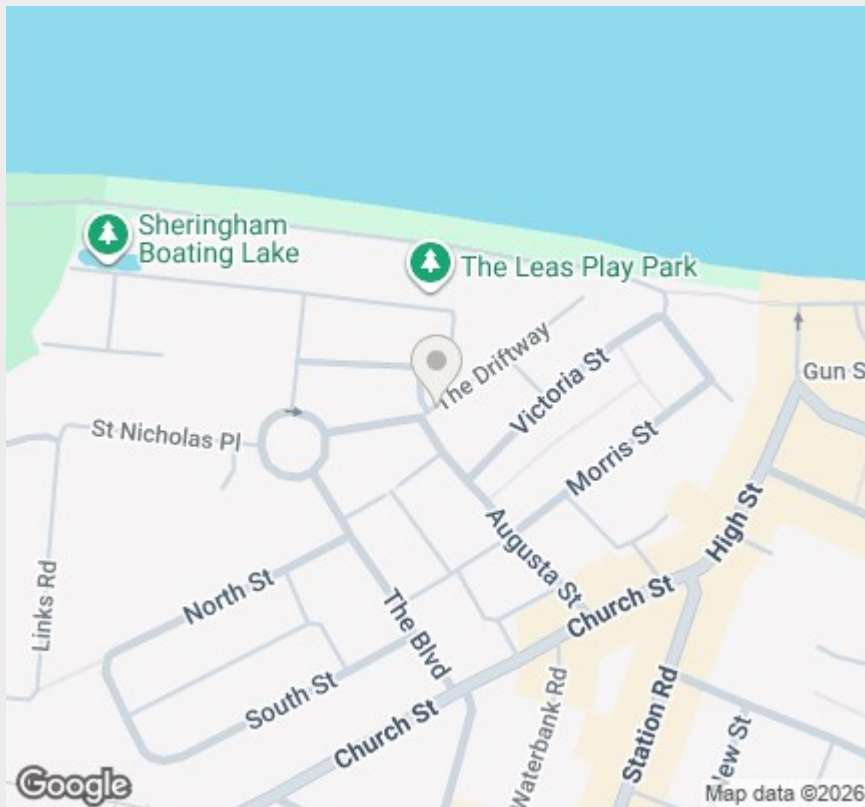 Sheringham
Boating Lake
The Leas Play Park
The Driftway
Victoria St
Gun S
St Nicholas Pl
Morris St
High St
Augusta St
Links Rd
North St
The Blvd
Church St
South St
Church St
Waterbank Rd
Station Rd
New St
Google
Map data ©2026